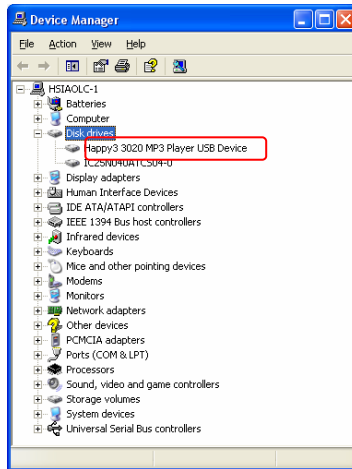 Device Manager
File Action View Help
HSIAOLC-1
Batteries
Computer
Disk drives
Happy3 3020 MP3 Player USB Device
IC25N040ATCS04-0
Display adapters
Human Interface Devices
IDE ATA/ATAPI controllers
IEEE 1394 Bus host controllers
Infrared devices
Keyboards
Mice and other pointing devices
Modems
Monitors
Network adapters
Other devices
PCMCIA adapters
Ports (COM & LPT)
Processors
Sound, video and game controllers
Storage volumes
System devices
Universal Serial Bus controllers